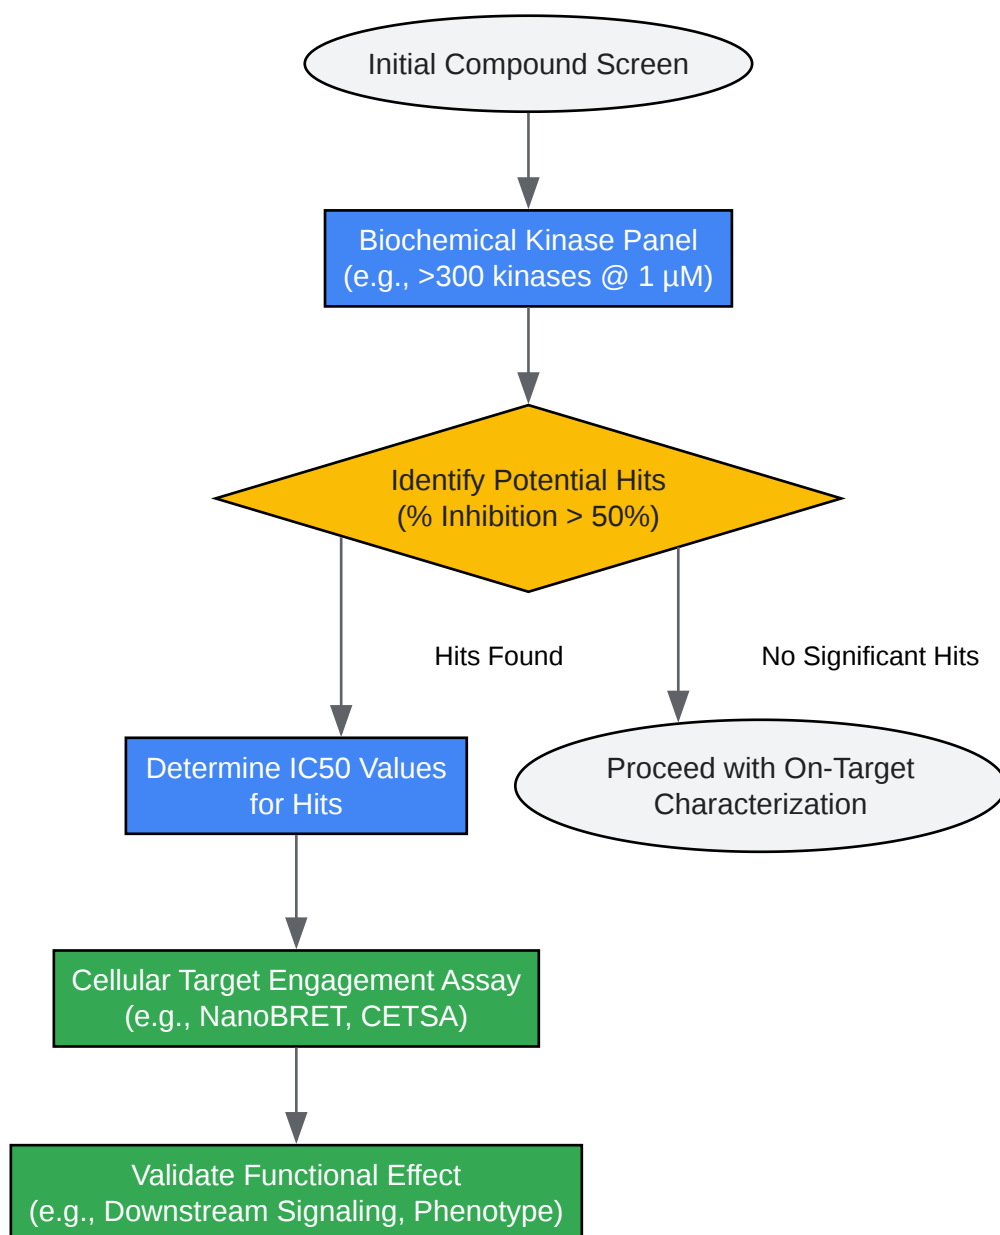 Initial Compound Screen
Biochemical Kinase Panel
(e.g., >300 kinases @ 1 µM)
Identify Potential Hits
(% Inhibition > 50%)
Hits Found
No Significant Hits
Determine IC50 Values
for Hits
Proceed with On-Target
Characterization
Cellular Target Engagement Assay
(e.g., NanoBRET, CETSA)
Validate Functional Effect
(e.g., Downstream Signaling, Phenotype)